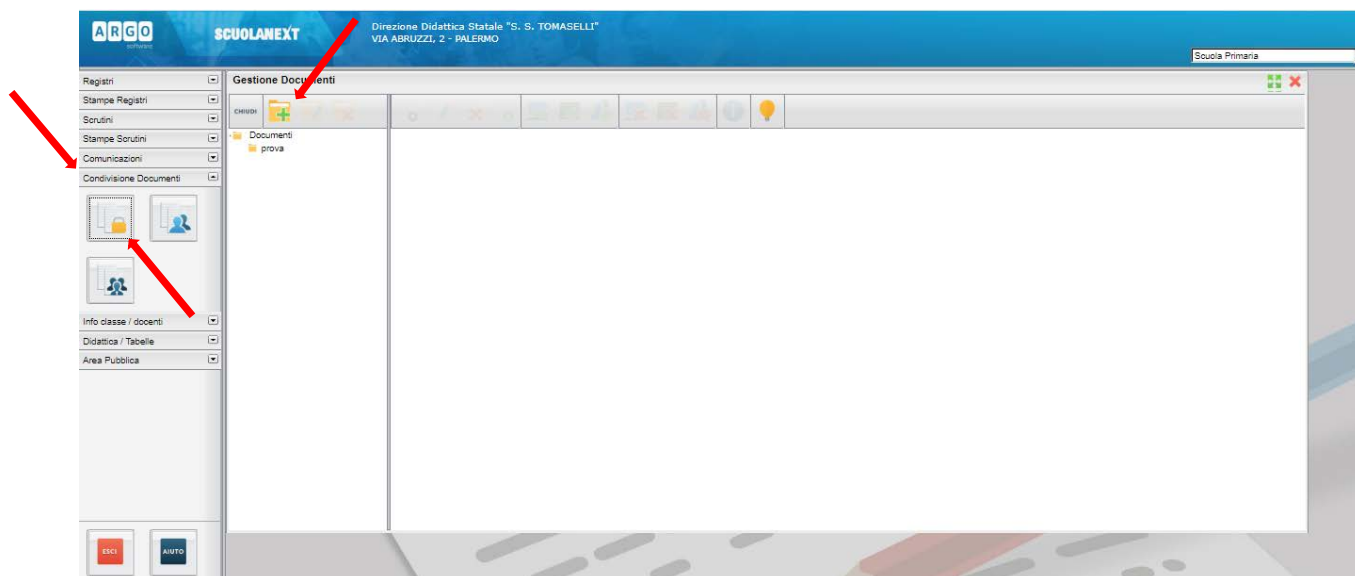 ARGO
software
SCUOLANEXT
Direzione Didattica Statale "S. S. TOMASELLI"
VIA ABRUZZI, 2 - PALERMO
Scuola Primaria
Registri
Stampe Registri
Scrutini
Stampe Scrutini
Comunicazioni
Condivisione Documenti
Info classe / docenti
Didattica / Tabelle
Area Pubblica
ESCI
AIUTO
Gestione Documenti
CHIUDI
Documenti
prova